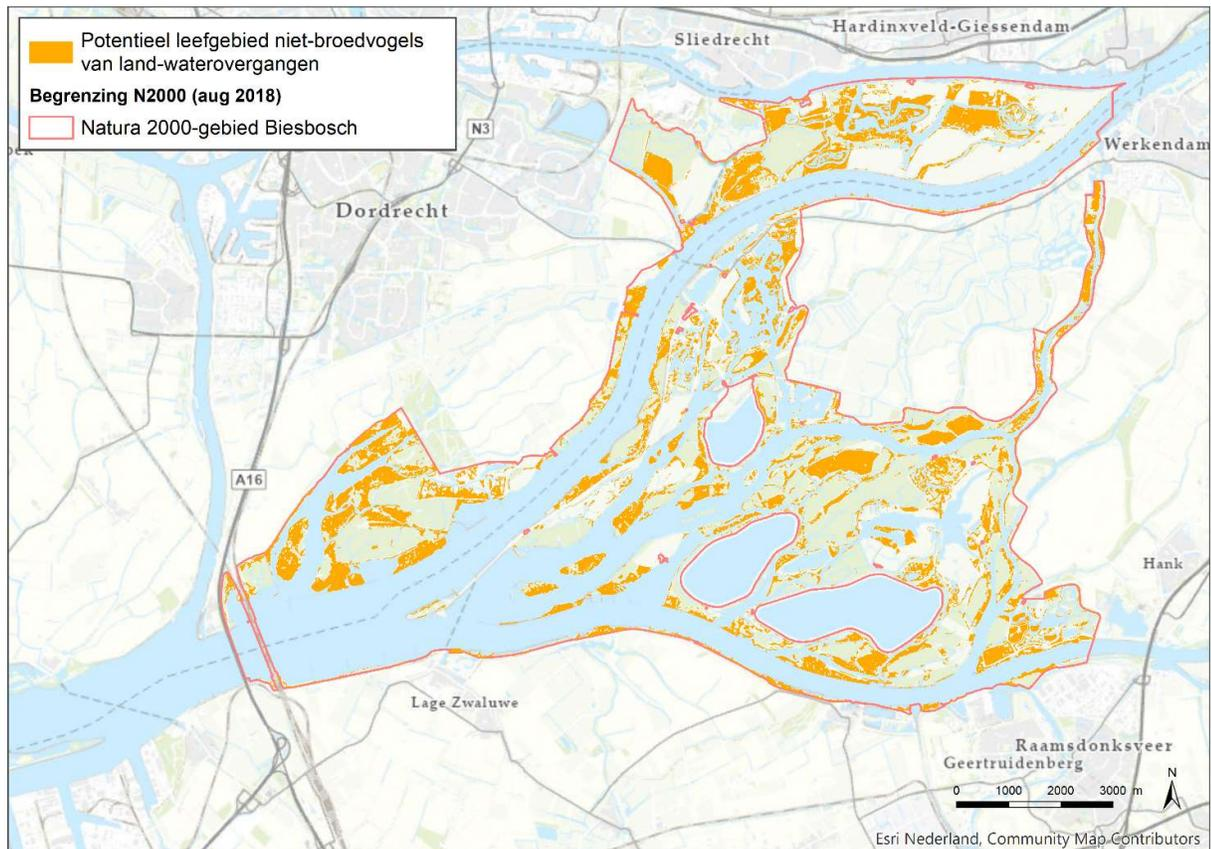 Potentieel leefgebied niet-broedvogels
van land-waterovergangen
Begrenzing N2000 (aug 2018)
Natura 2000-gebied Biesbosch
Sliedrecht
Hardinxveld-Giessendam
N3
Werkendam
Dordrecht
A16
Hank
Lage Zwaluwe
Raamsdonksveer
Geertruidenberg
N
0 1000 2000 3000 m
Esri Nederland, Community Map Contributors